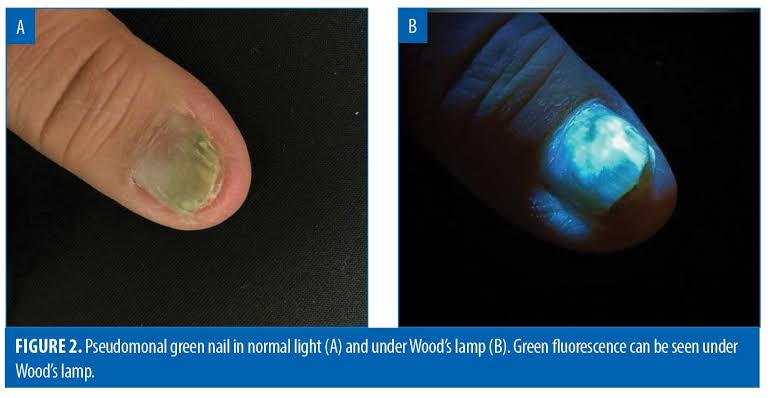 A
B
FIGURE 2. Pseudomonal green nail in normal light (A) and under Wood's lamp (B). Green fluorescence can be seen under
Wood's lamp.